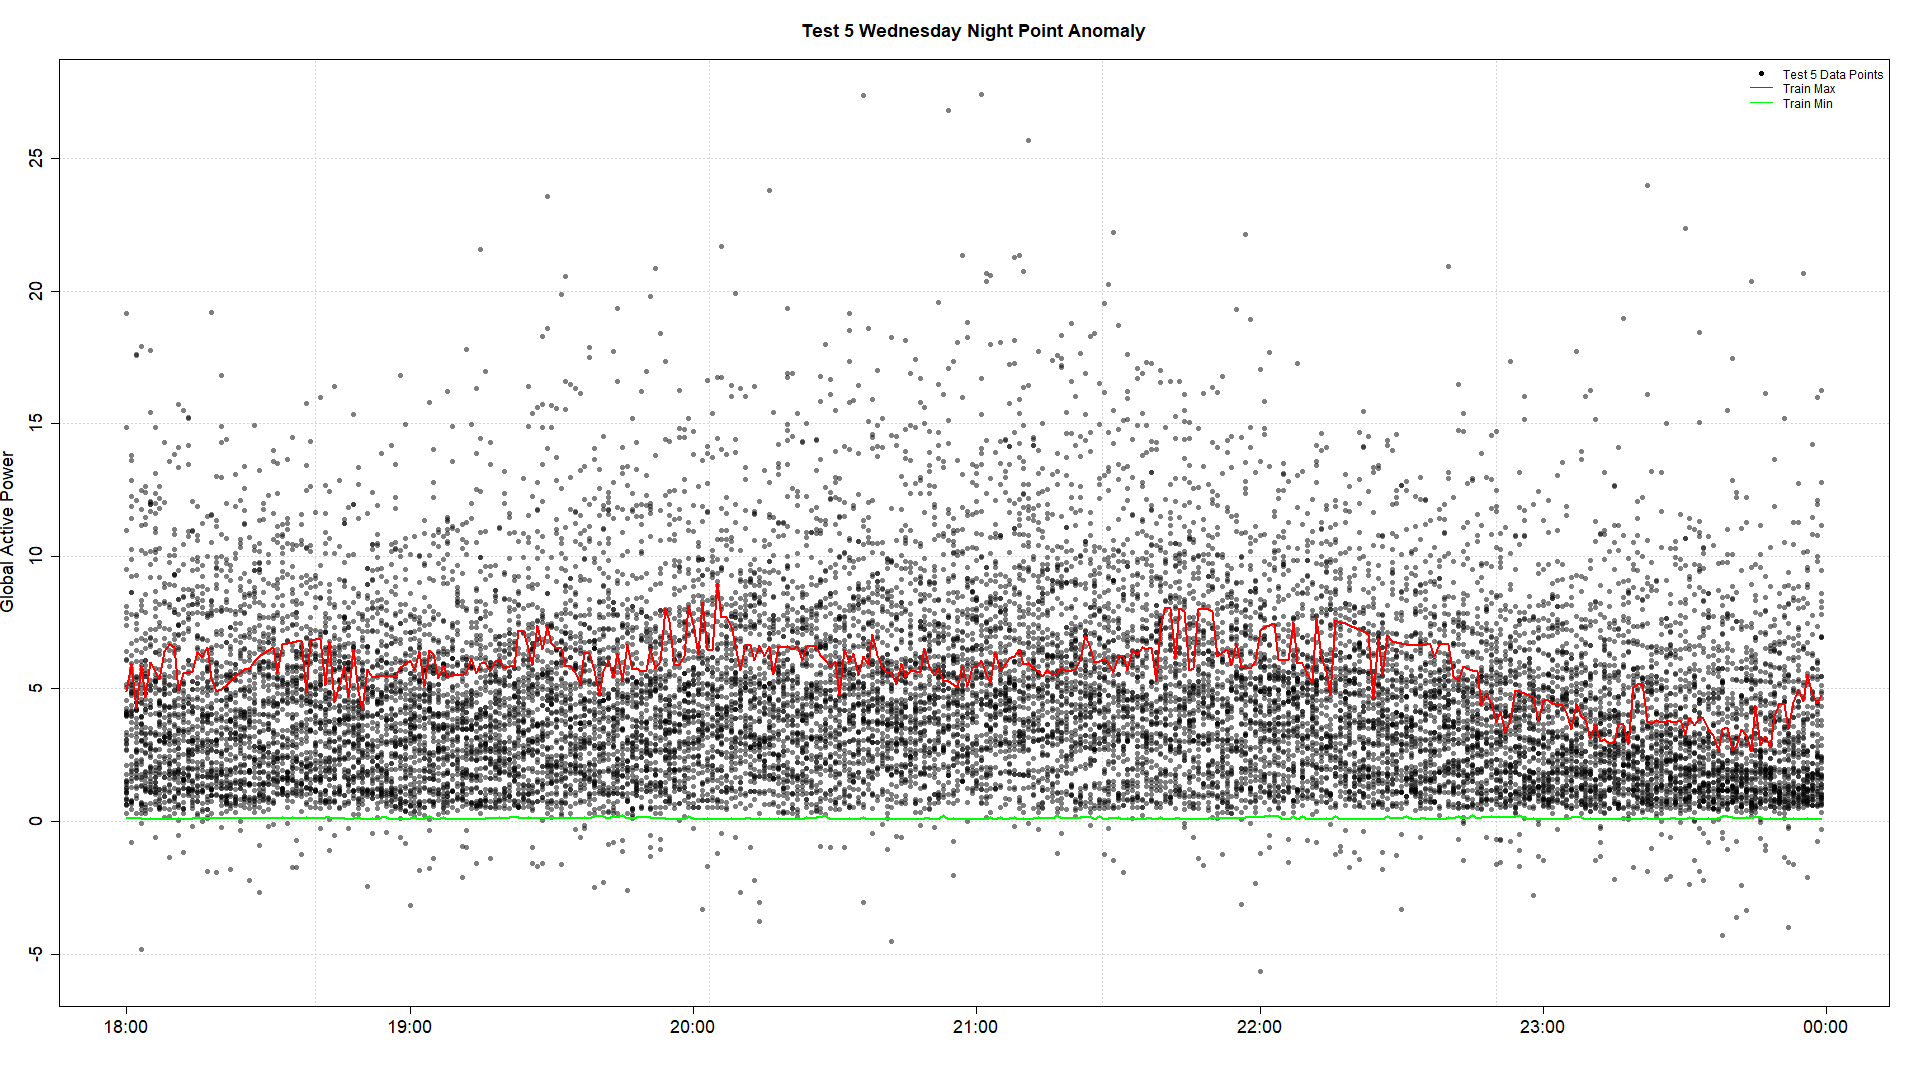 Test 5 Wednesday Night Point Anomaly
Test 5 Data Points
Train Max
Train Min
Global Active Power
25
20
15
10
5
0
-5
18:00
19:00
20:00
21:00
22:00
23:00
00:00